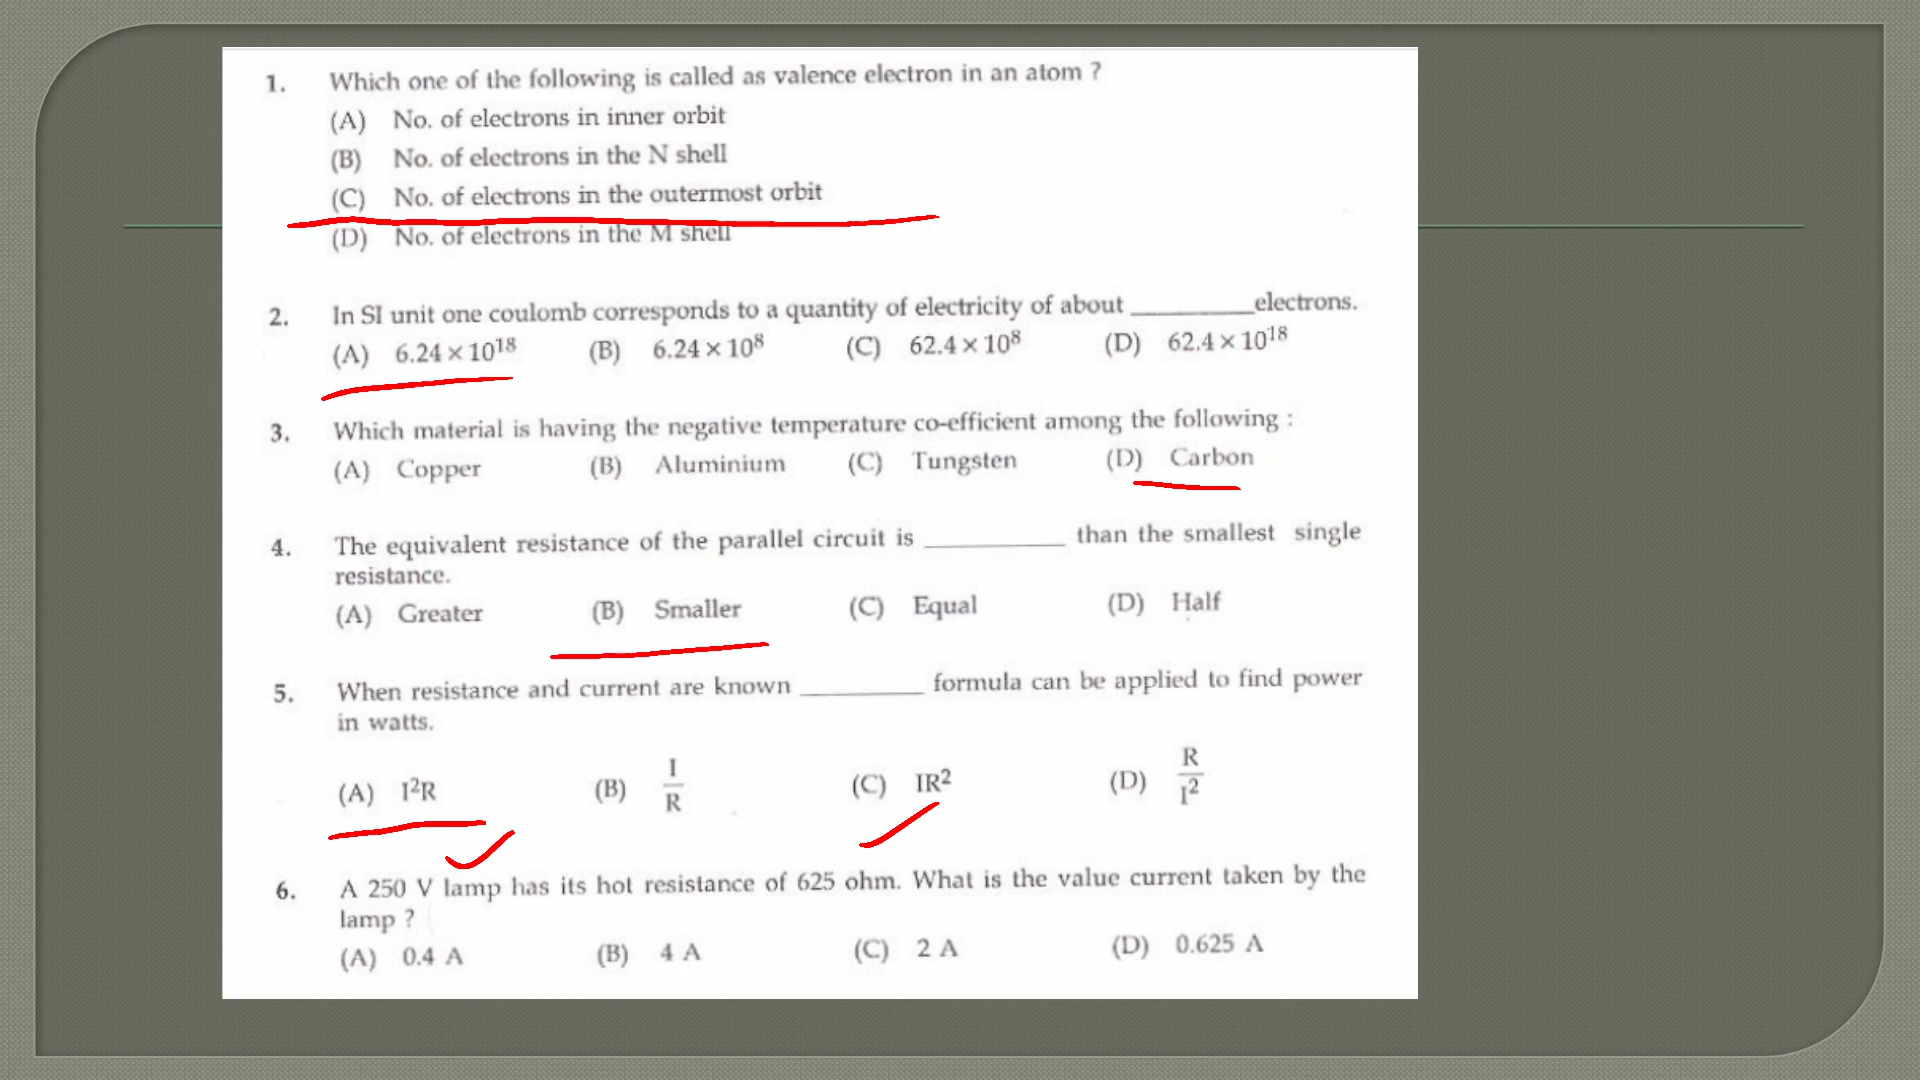 1. Which one of the following is called as valence electron in an atom ?
(A) No. of electrons in inner orbit
(B) No. of electrons in the N shell
(C) No. of electrons in the outermost orbit
(D) No. of electrons in the M shell
2. In SI unit one coulomb corresponds to a quantity of electricity of about __________electrons.
(A) 6.24 × 10¹⁸ (B) 6.24 × 10⁸ (C) 62.4 × 10⁸ (D) 62.4 × 10¹⁸
3. Which material is having the negative temperature co-efficient among the following :
(A) Copper (B) Aluminium (C) Tungsten (D) Carbon
4. The equivalent resistance of the parallel circuit is __________ than the smallest single
resistance.
(A) Greater (B) Smaller (C) Equal (D) Half
5. When resistance and current are known __________ formula can be applied to find power
in watts.
(A) I²R (B) I/R (C) IR² (D) R/I²
6. A 250 V lamp has its hot resistance of 625 ohm. What is the value current taken by the
lamp ?
(A) 0.4 A (B) 4 A (C) 2 A (D) 0.625 A